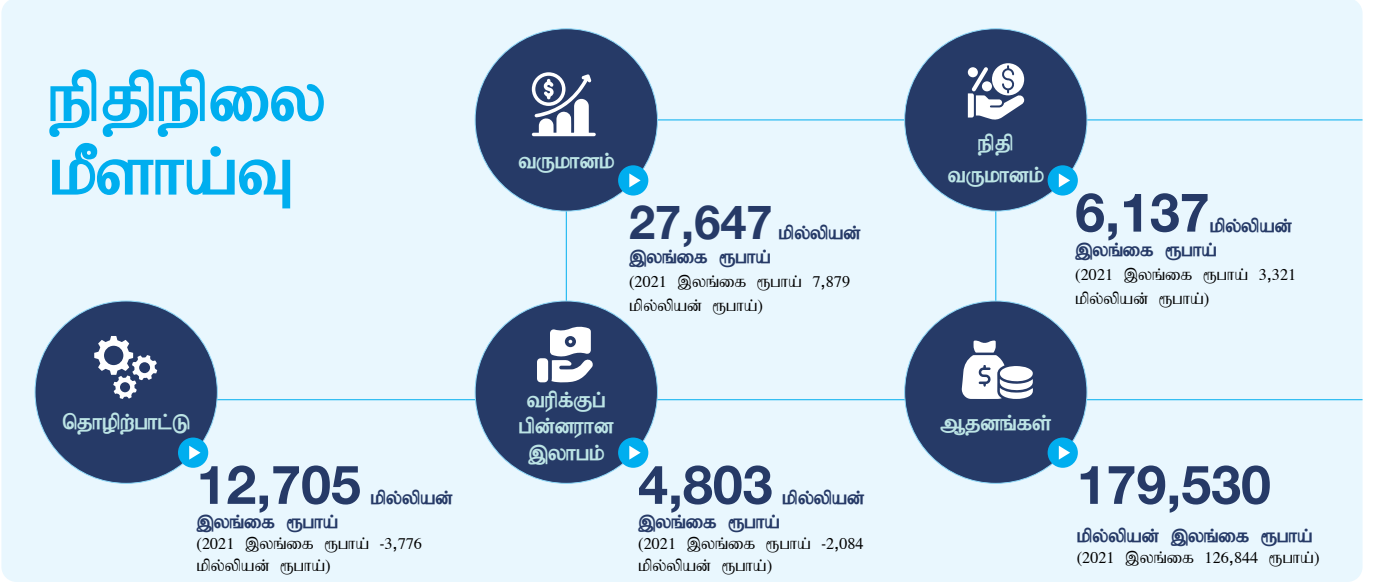 நிதிநிலை
மீளாய்வு
வருமானம்
27,647 மில்லியன்
இலங்கை ரூபாய்
(2021 இலங்கை ரூபாய் 7,879
மில்லியன் ரூபாய்)
நிதி
வருமானம்
6,137 மில்லியன்
இலங்கை ரூபாய்
(2021 இலங்கை ரூபாய் 3,321
மில்லியன் ரூபாய்)
தொழிற்பாட்டு
12,705 மில்லியன்
இலங்கை ரூபாய்
(2021 இலங்கை ரூபாய் -3,776
மில்லியன் ரூபாய்)
வரிக்குப்
பின்னரான
இலாபம்
4,803 மில்லியன்
இலங்கை ரூபாய்
(2021 இலங்கை ரூபாய் -2,084
மில்லியன் ரூபாய்)
ஆதனங்கள்
179,530
மில்லியன் இலங்கை ரூபாய்
(2021 இலங்கை 126,844 ரூபாய்)